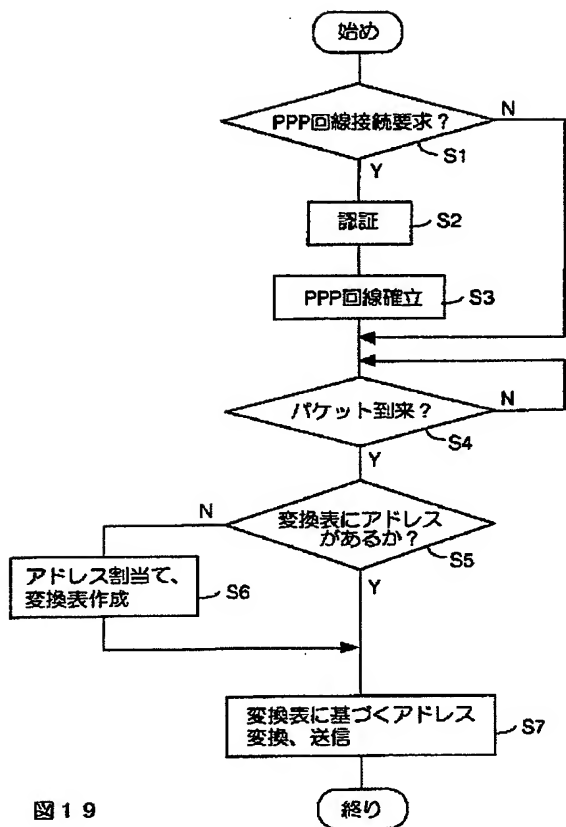 始め
PPP回線接続要求?
N
S1
Y
認証
S2
PPP回線確立
S3
パケット到来?
N
S4
Y
変換表にアドレス
があるか?
N
S5
Y
アドレス割当て、
変換表作成
S6
変換表に基づくアドレス
変換、送信
S7
終り
図19